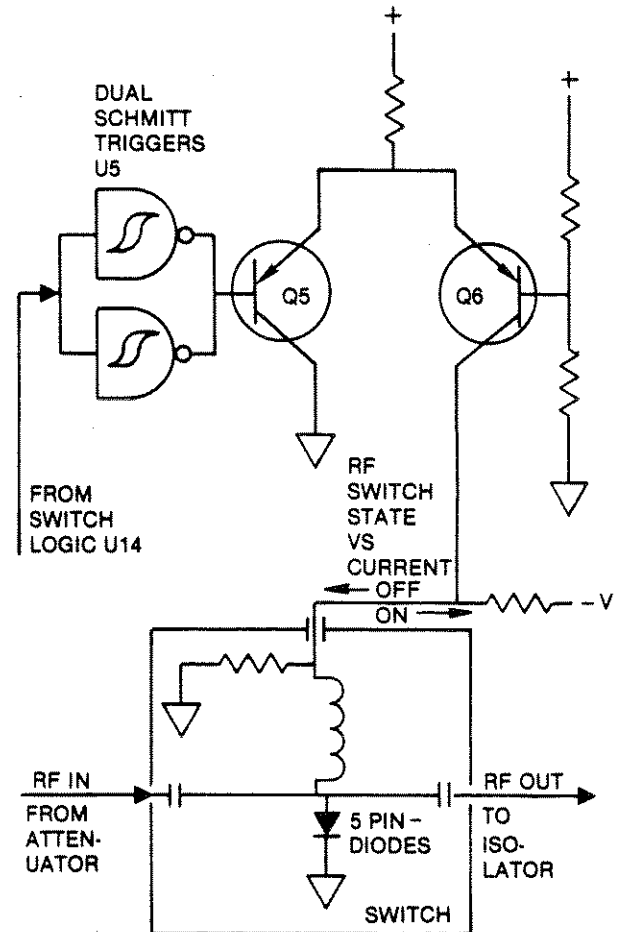 +
+
DUAL
SCHMITT
TRIGGERS
U5
Q5
Q6
FROM
SWITCH
LOGIC U14
RF
SWITCH
STATE
VS
CURRENT
OFF
ON
-V
RF IN
FROM
ATTEN-
UATOR
5 PIN-
DIODES
RF OUT
TO
ISO-
LATOR
SWITCH